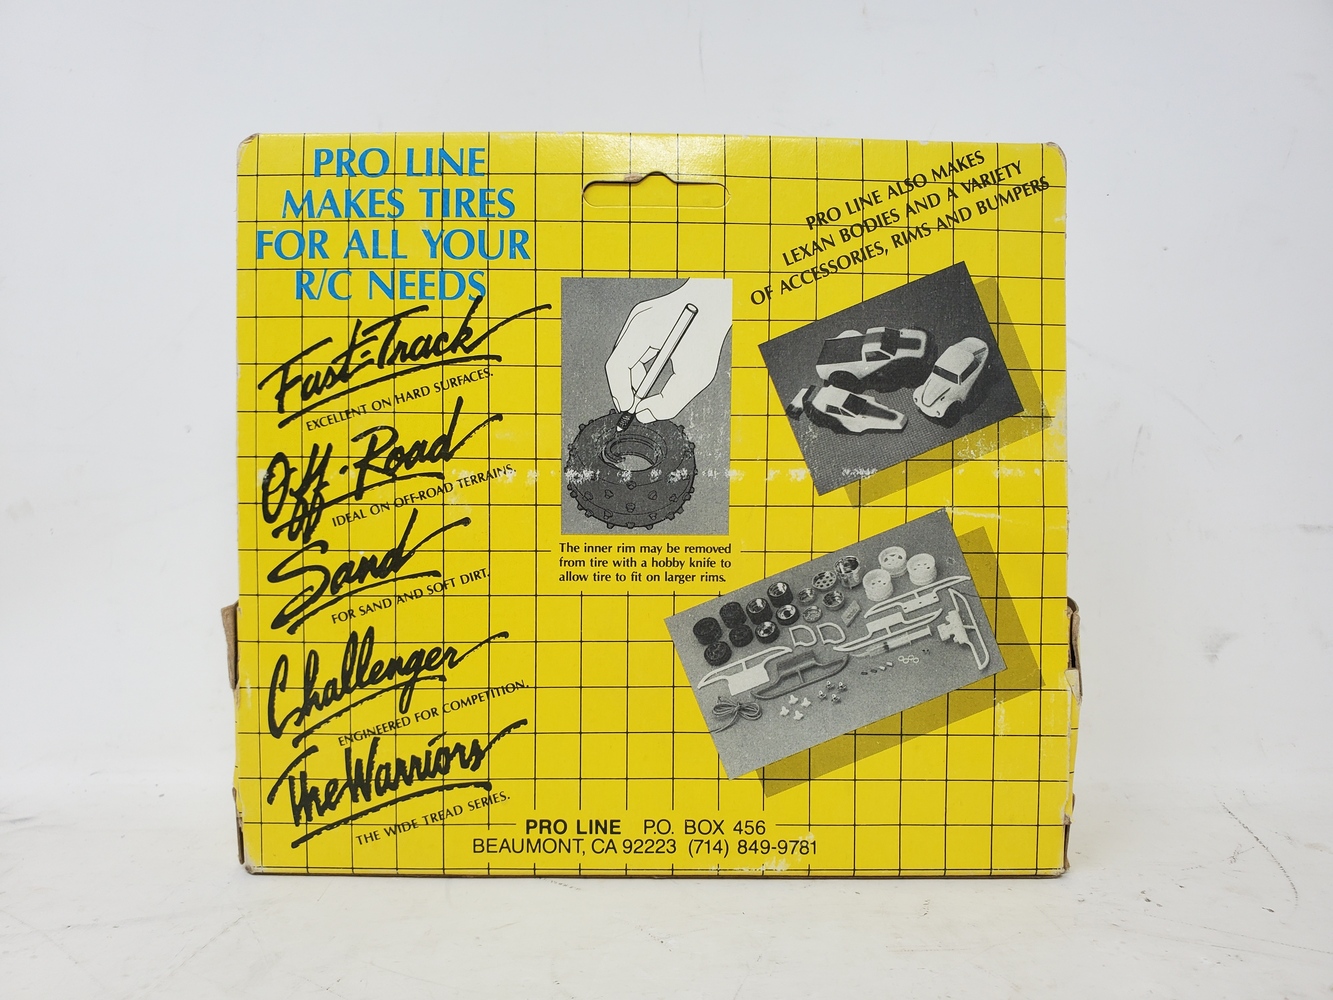 PRO LINE
MAKES TIRES
FOR ALL YOUR
R/C NEEDS
Fast-Track
EXCELLENT ON HARD SURFACES.
Off-Road
IDEAL ON OFF-ROAD TERRAINS.
Sand
FOR SAND AND SOFT DIRT.
Challenger
ENGINEERED FOR COMPETITION.
The Warriors
THE WIDE TREAD SERIES.
The inner rim may be removed
from tire with a hobby knife to
allow tire to fit on larger rims.
PRO LINE ALSO MAKES
LEXAN BODIES AND A VARIETY
OF ACCESSORIES, RIMS AND BUMPERS
PRO LINE P.O. BOX 456
BEAUMONT, CA 92223 (714) 849-9781